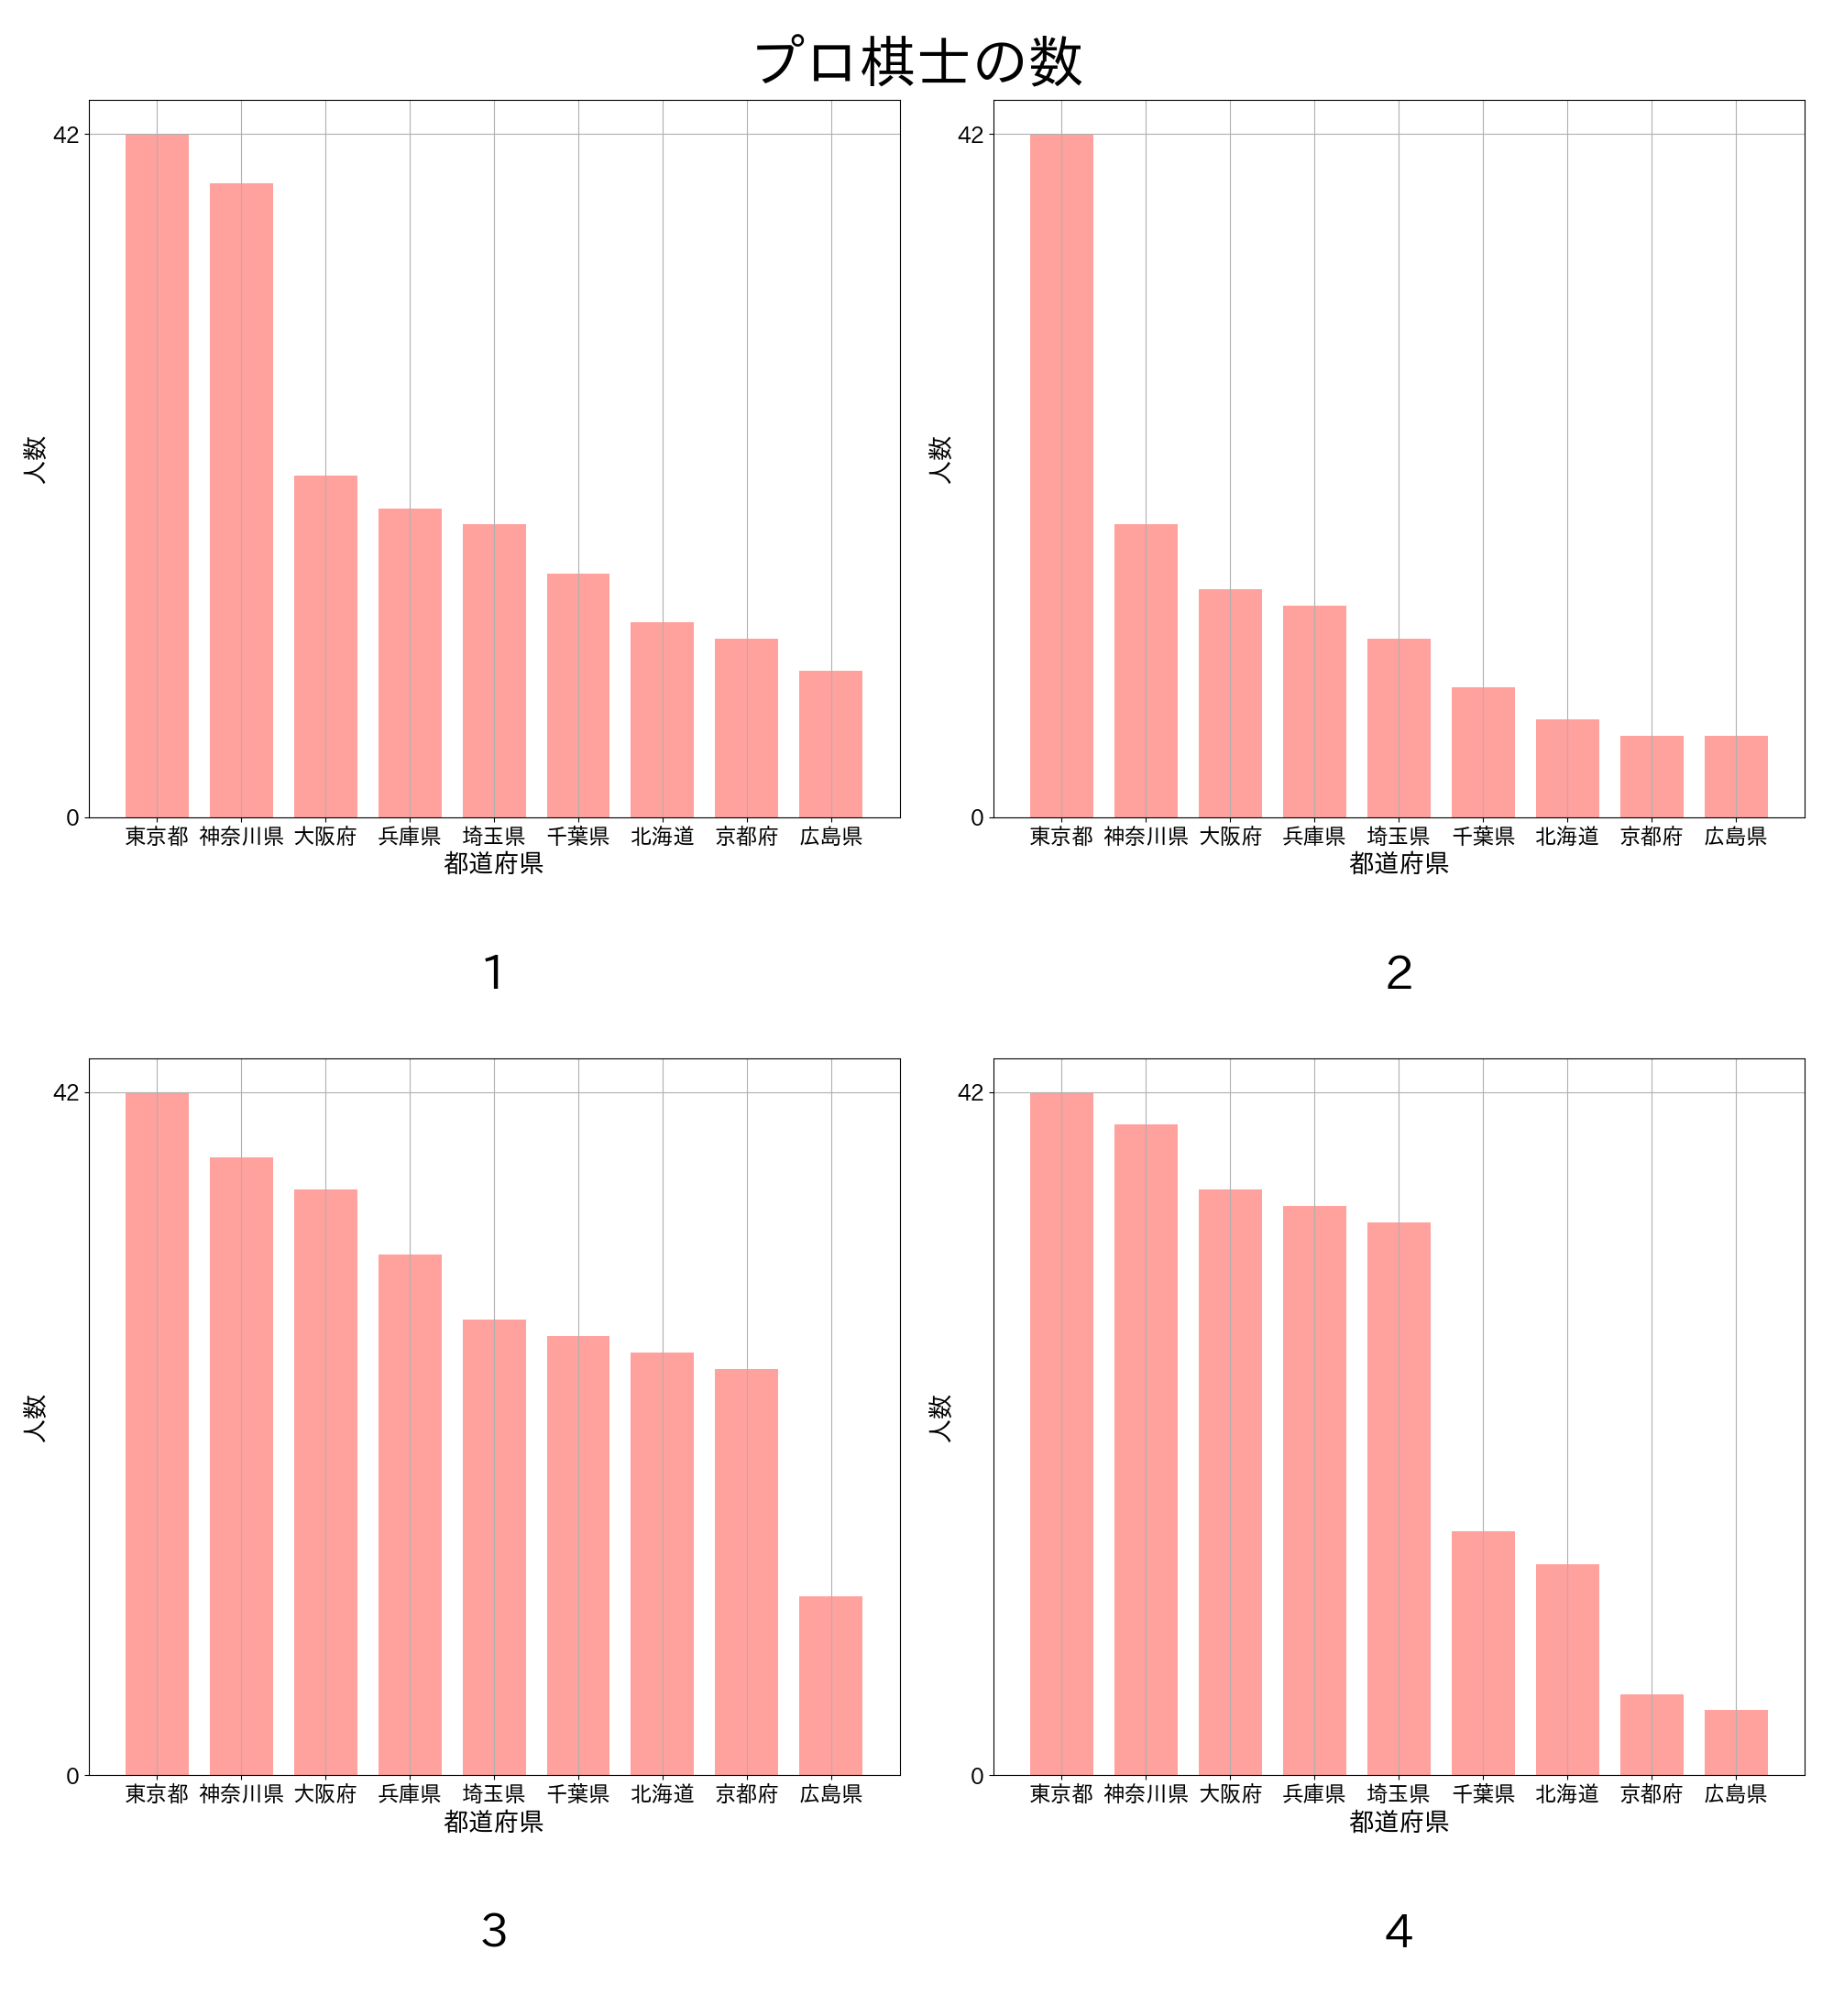 プロ棋士の数
42
0
人数
東京都 神奈川県 大阪府 兵庫県 埼玉県 千葉県 北海道 京都府 広島県
都道府県
1
42
0
人数
東京都 神奈川県 大阪府 兵庫県 埼玉県 千葉県 北海道 京都府 広島県
都道府県
2
42
0
人数
東京都 神奈川県 大阪府 兵庫県 埼玉県 千葉県 北海道 京都府 広島県
都道府県
3
42
0
人数
東京都 神奈川県 大阪府 兵庫県 埼玉県 千葉県 北海道 京都府 広島県
都道府県
4